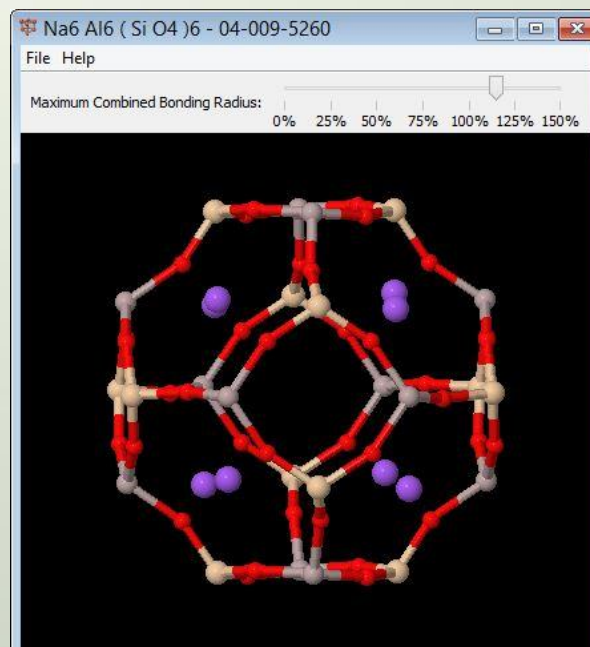 Na6 Al6 ( Si O4 )6 - 04-009-5260
File Help
Maximum Combined Bonding Radius:
0% 25% 50% 75% 100% 125% 150%